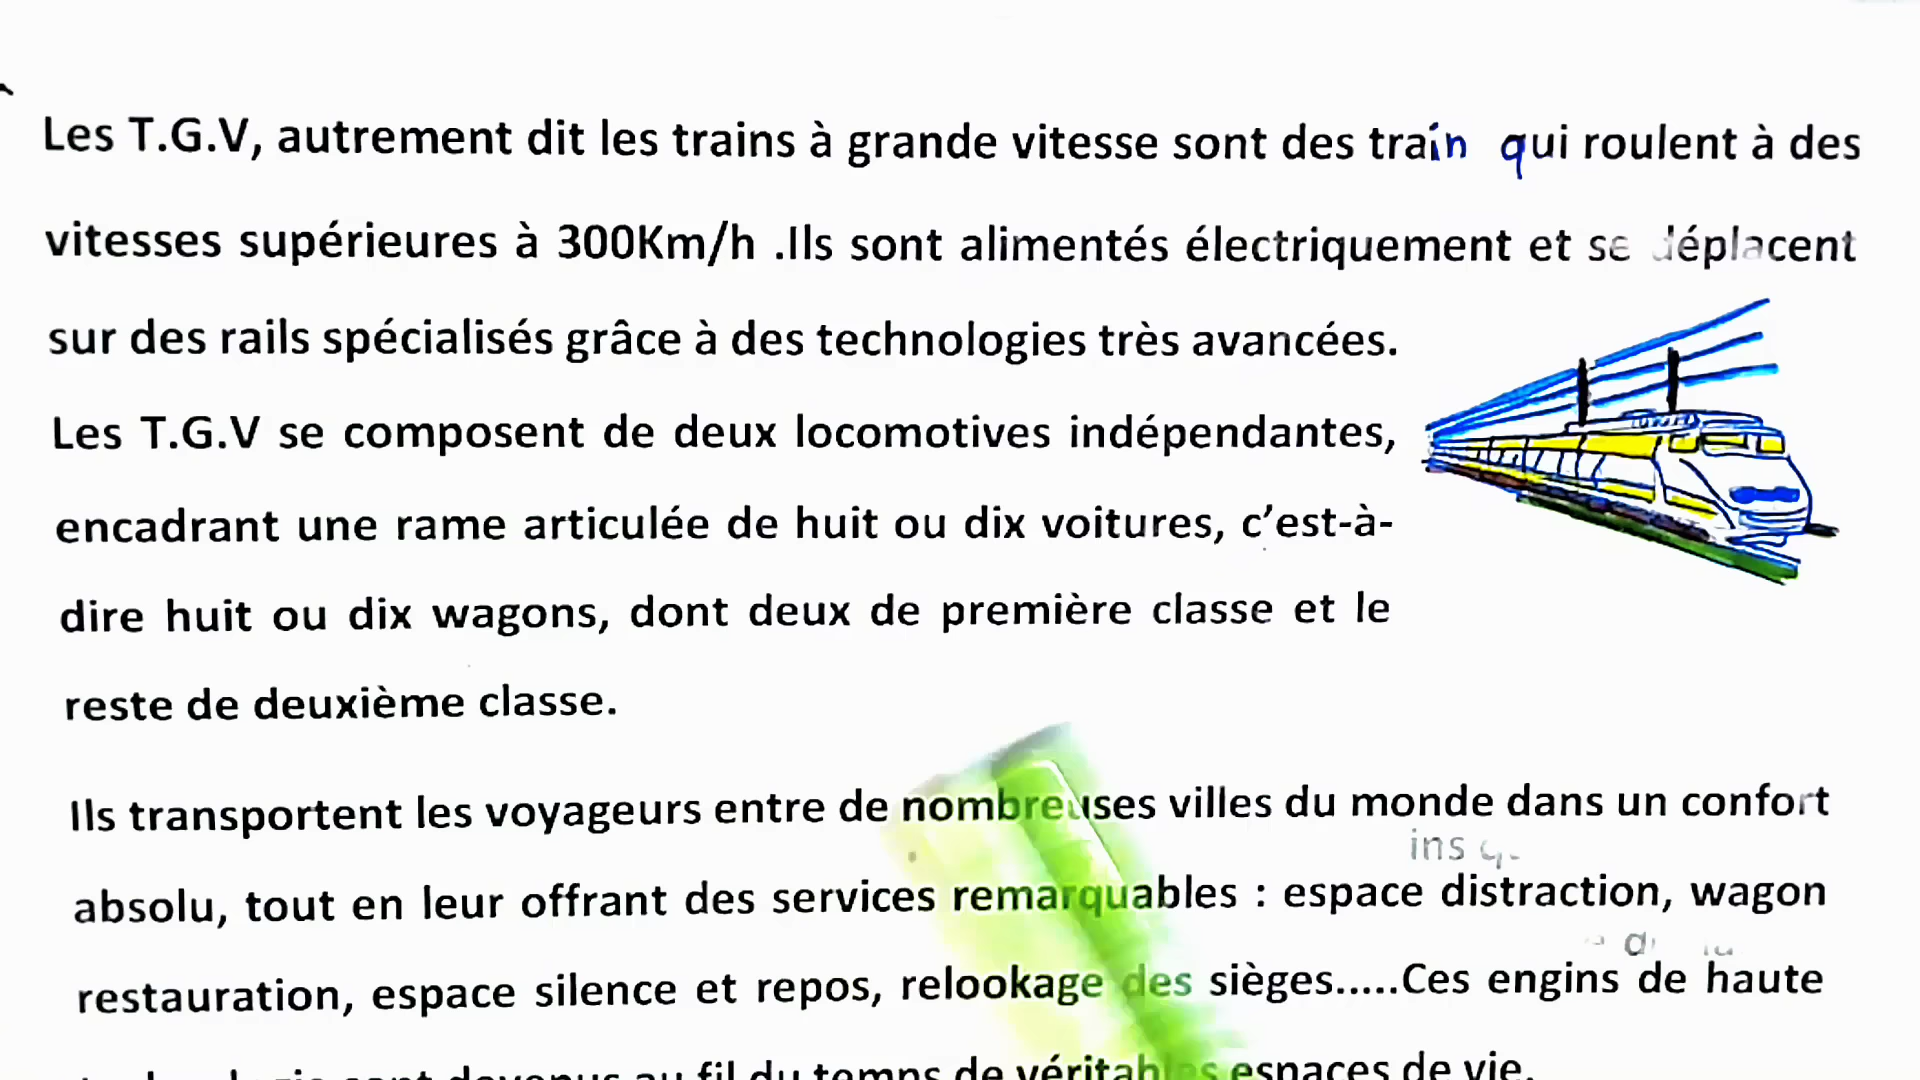 Les T.G.V, autrement dit les trains à grande vitesse sont des train qui roulent à des
vitesses supérieures à 300Km/h .Ils sont alimentés électriquement et se déplacent
sur des rails spécialisés grâce à des technologies très avancées.
Les T.G.V se composent de deux locomotives indépendantes,
encadrant une rame articulée de huit ou dix voitures, c'est-à-
dire huit ou dix wagons, dont deux de première classe et le
reste de deuxième classe.
Ils transportent les voyageurs entre de nombreuses villes du monde dans un confort
absolu, tout en leur offrant des services remarquables : espace distraction, wagon
restauration, espace silence et repos, relookage des sièges.....Ces engins de haute
sont devenus au fil du temps de véritables espaces de vie.